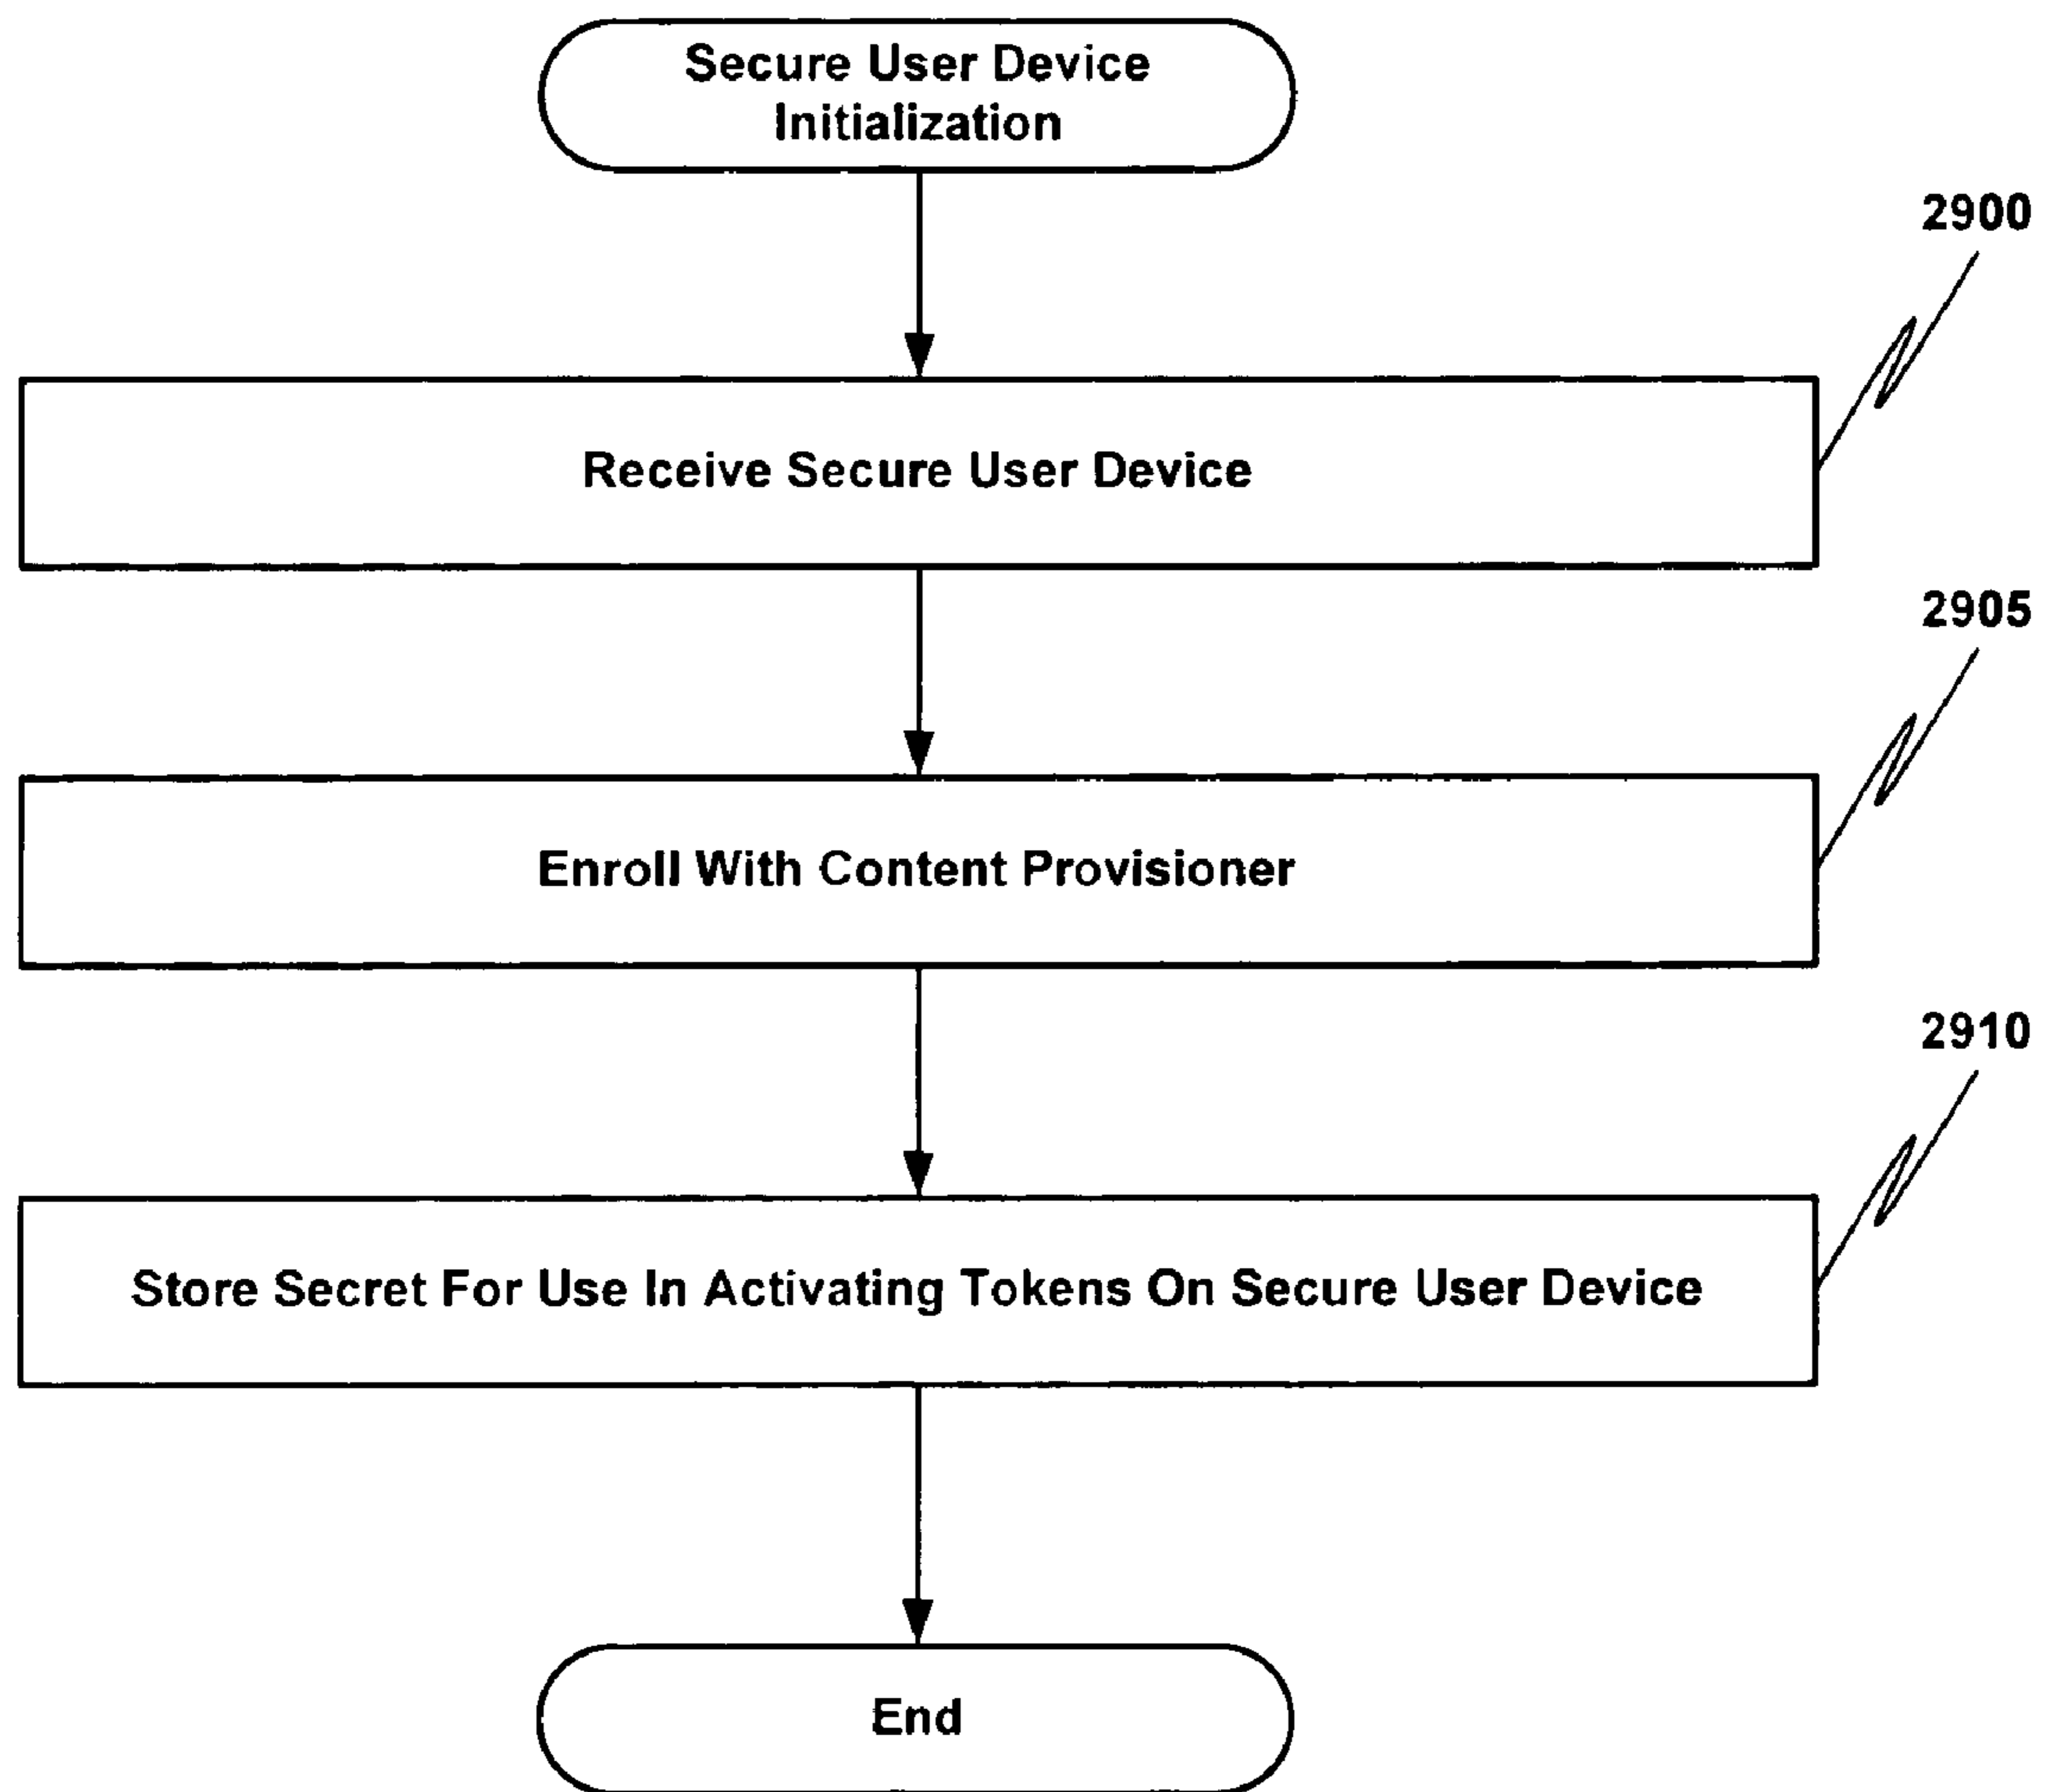 Secure User Device
Initialization
2900
Receive Secure User Device
2905
Enroll With Content Provisioner
2910
Store Secret For Use In Activating Tokens On Secure User Device
End